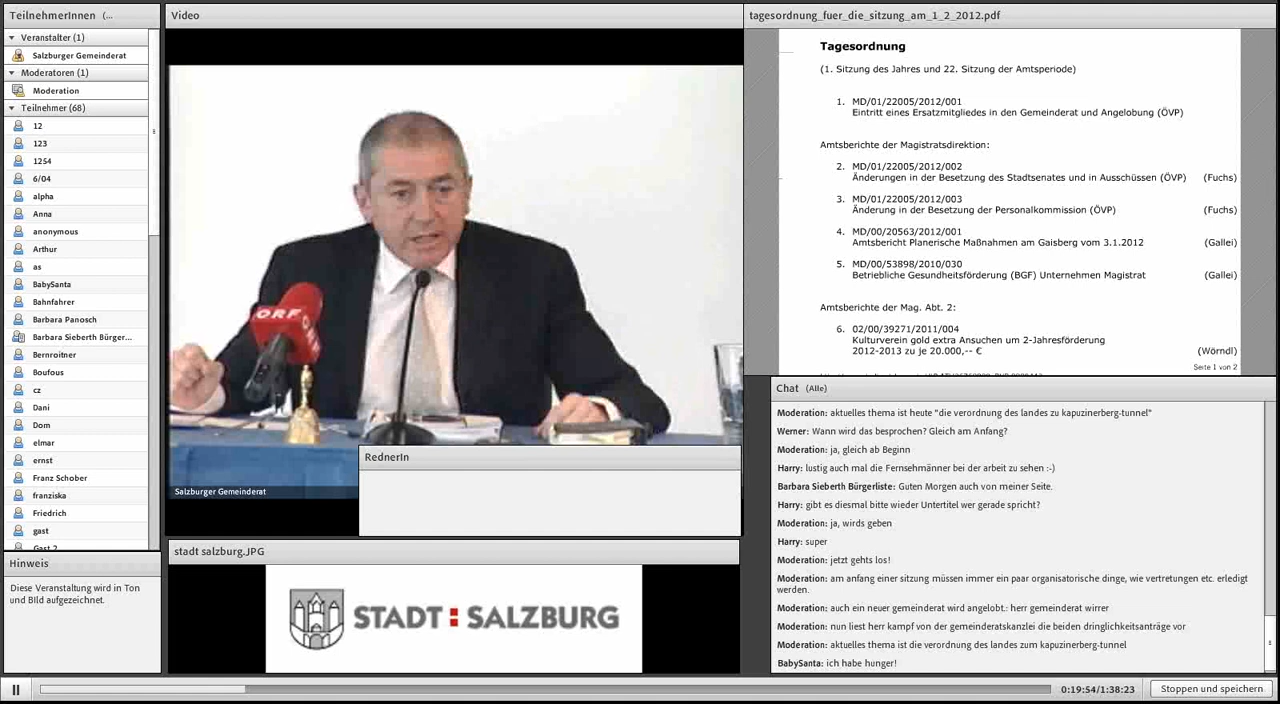 TeilnehmerInnen (...
Veranstalter (1)
Salzburger Gemeinderat
Moderatoren (1)
Moderation
Teilnehmer (68)
12
123
1254
6/04
alpha
Anna
anonymous
Arthur
as
BabySanta
Bahnfahrer
Barbara Panosch
Barbara Sieberth Bürger...
Bernroitner
Boufous
cz
Dani
Dom
elmar
ernst
Franz Schober
franziska
Friedrich
gast
Gast 2
Hinweis
Diese Veranstaltung wird in Ton
und BIld aufgezeichnet.
Video
ORF
Salzburger Gemeinderat
RednerIn
stadt salzburg.JPG
STADT : SALZBURG
tagesordnung_fuer_die_sitzung_am_1_2_2012.pdf
Tagesordnung
(1. Sitzung des Jahres und 22. Sitzung der Amtsperiode)
1. MD/01/22005/2012/001
Eintritt eines Ersatzmitgliedes in den Gemeinderat und Angelobung (ÖVP)
Amtsberichte der Magistratsdirektion:
2. MD/01/22005/2012/002
Änderungen in der Besetzung des Stadtsenates und in Ausschüssen (ÖVP) (Fuchs)
3. MD/01/22005/2012/003
Änderung in der Besetzung der Personalkommission (ÖVP) (Fuchs)
4. MD/00/20563/2012/001
Amtsbericht Planerische Maßnahmen am Gaisberg vom 3.1.2012 (Gallei)
5. MD/00/53898/2010/030
Betriebliche Gesundheitsförderung (BGF) Unternehmen Magistrat (Gallei)
Amtsberichte der Mag. Abt. 2:
6. 02/00/39271/2011/004
Kulturverein gold extra Ansuchen um 2-Jahresförderung
2012-2013 zu je 20.000,-- € (Wörndl)
Seite 1 von 2
Chat (Alle)
Moderation: aktuelles thema ist heute "die verordnung des landes zu kapuzinerberg-tunnel"
Werner: Wann wird das besprochen? Gleich am Anfang?
Moderation: ja, gleich ab Beginn
Harry: lustig auch mal die Fernsehmänner bei der arbeit zu sehen :-)
Barbara Sieberth Bürgerliste: Guten Morgen auch von meiner Seite.
Harry: gibt es diesmal bitte wieder Untertitel wer gerade spricht?
Moderation: ja, wirds geben
Harry: super
Moderation: jetzt gehts los!
Moderation: am anfang einer sitzung müssen immer ein paar organisatorische dinge, wie vertretungen etc. erledigt
werden.
Moderation: auch ein neuer gemeinderat wird angelobt.: herr gemeinderat wirrer
Moderation: nun liest herr kampf von der gemeinderatskanzlei die beiden dringlichkeitsanträge vor
Moderation: aktuelles thema ist die verordnung des landes zum kapuzinerberg-tunnel
BabySanta: ich habe hunger!
0:19:54/1:38:23
Stoppen und speichern